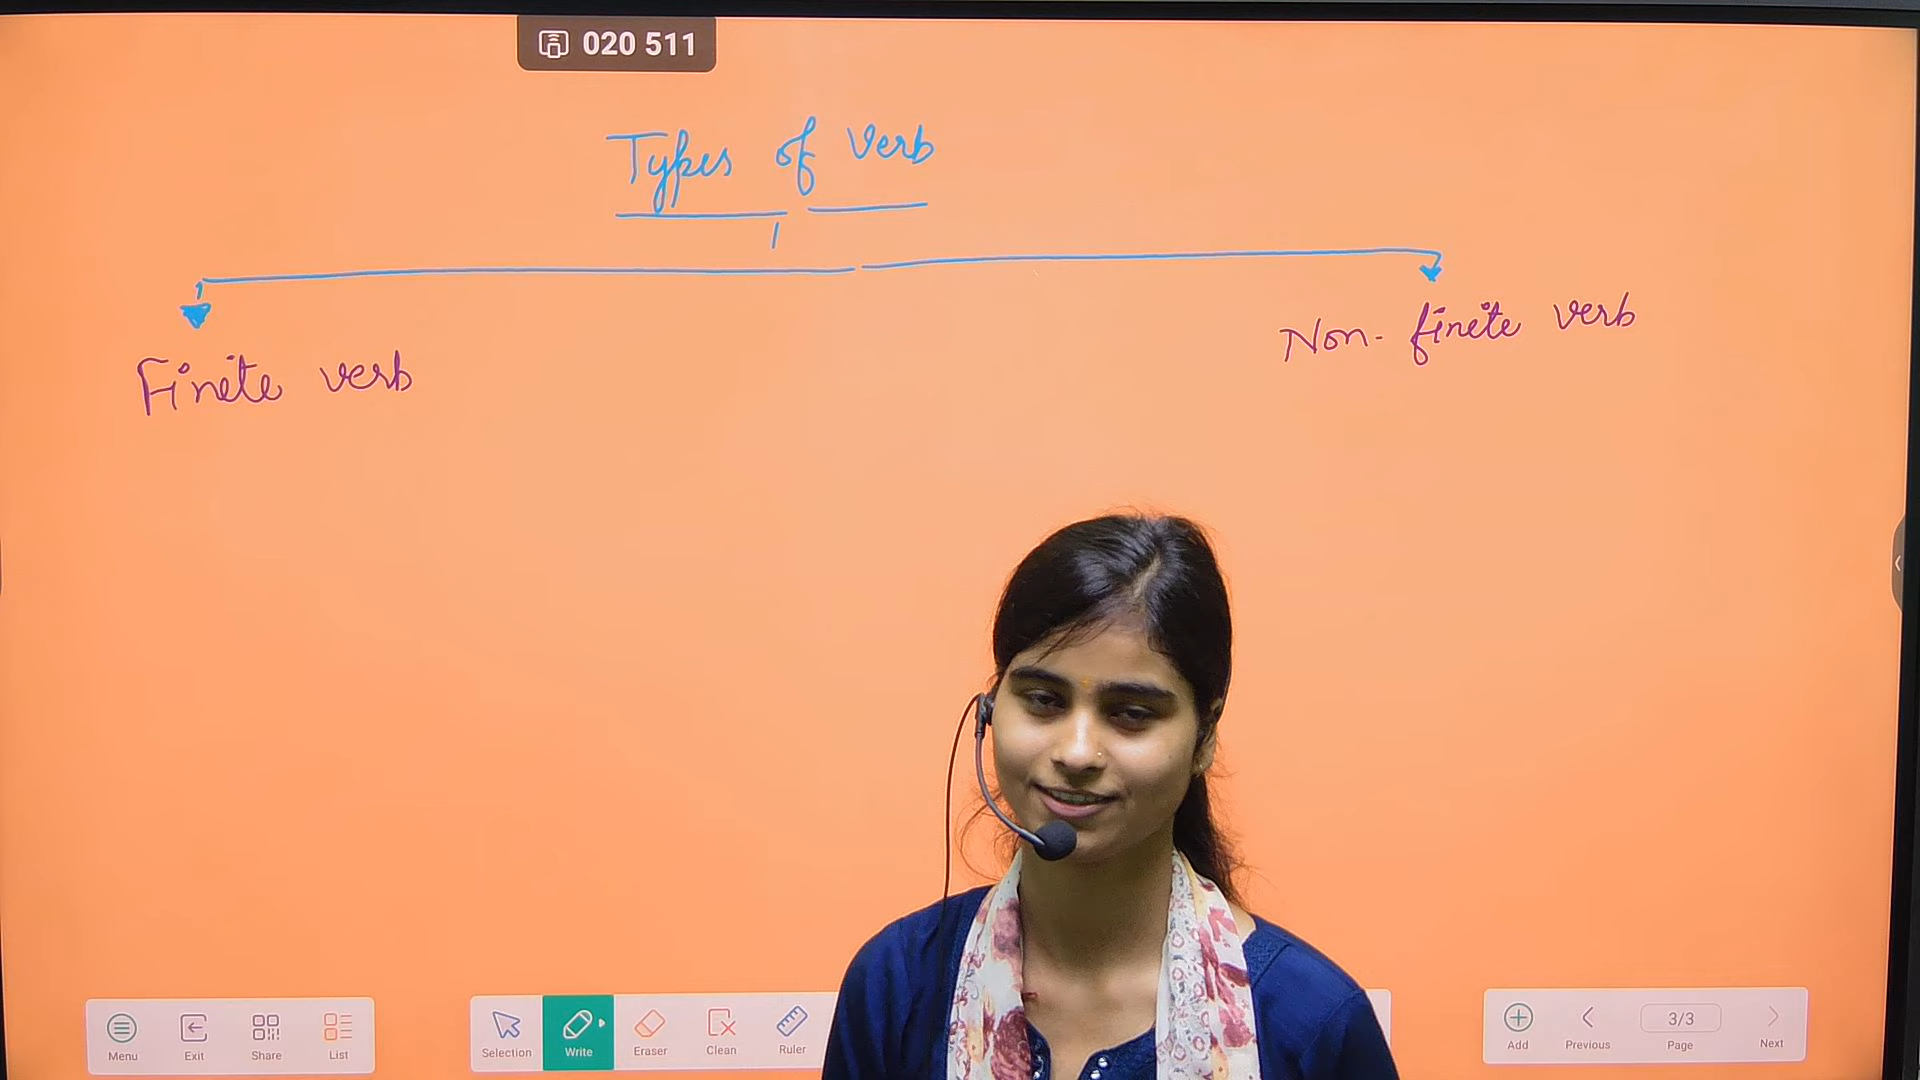 020 511
Types of Verb
Finite verb
Non-finite verb
Menu Exit Share List
Selection Write Eraser Clean Ruler
Add Previous 3/3 Page Next